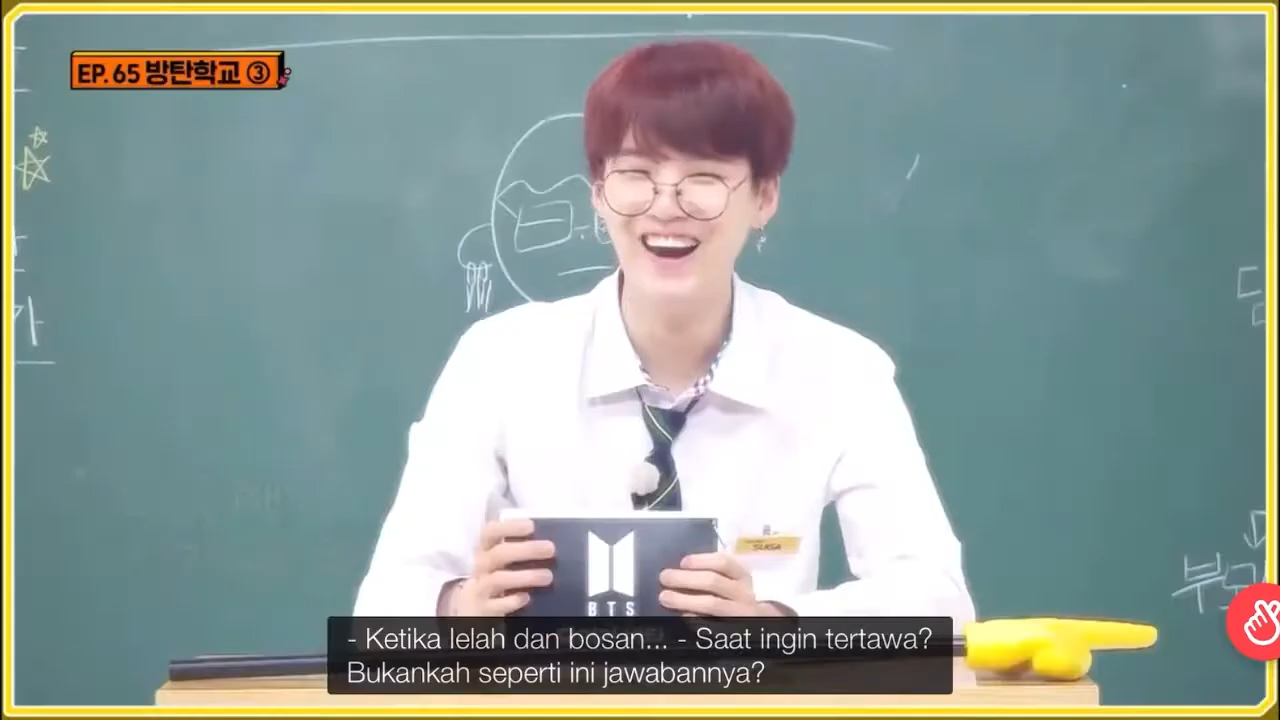 EP. 65 방탄학교 ③
BTS
SUGA
- Ketika lelah dan bosan... - Saat ingin tertawa?
Bukankah seperti ini jawabannya?